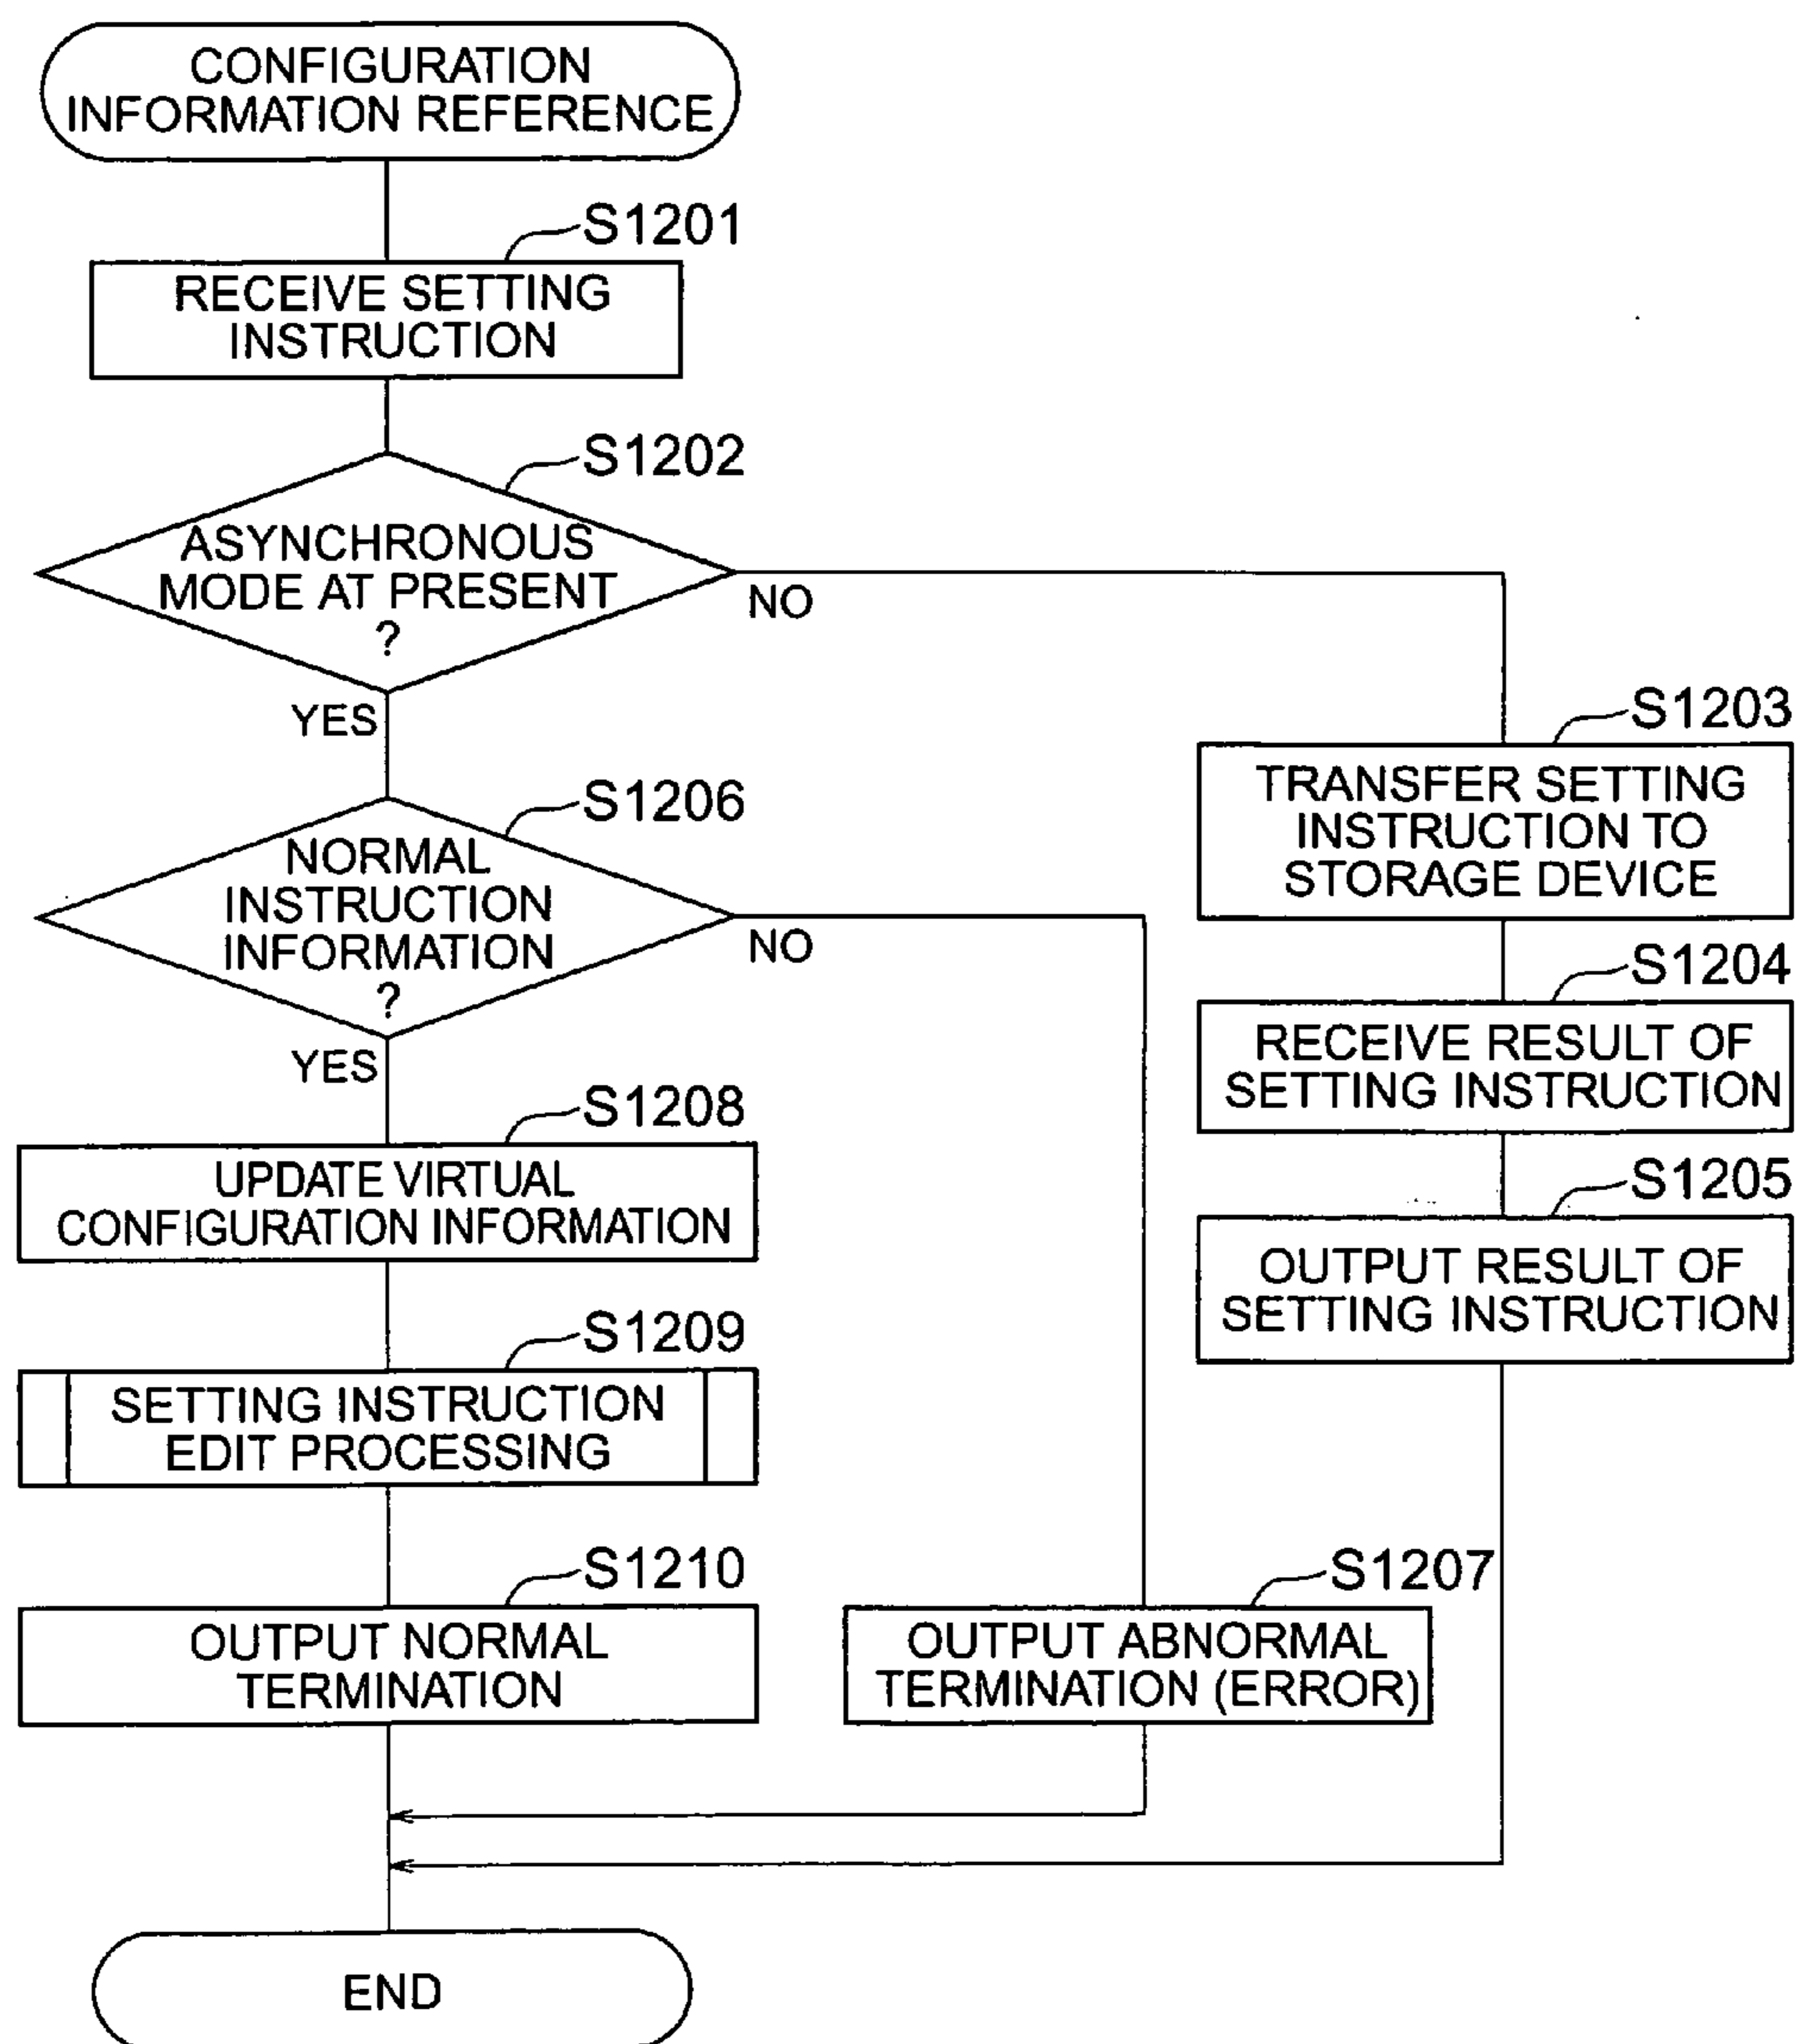 CONFIGURATION
INFORMATION REFERENCE
S1201
RECEIVE SETTING
INSTRUCTION
S1202
ASYNCHRONOUS
MODE AT PRESENT
?
NO
YES
S1203
TRANSFER SETTING
INSTRUCTION TO
STORAGE DEVICE
S1204
RECEIVE RESULT OF
SETTING INSTRUCTION
S1205
OUTPUT RESULT OF
SETTING INSTRUCTION
S1206
NORMAL
INSTRUCTION
INFORMATION
?
NO
YES
S1208
UPDATE VIRTUAL
CONFIGURATION INFORMATION
S1209
SETTING INSTRUCTION
EDIT PROCESSING
S1210
OUTPUT NORMAL
TERMINATION
S1207
OUTPUT ABNORMAL
TERMINATION (ERROR)
END